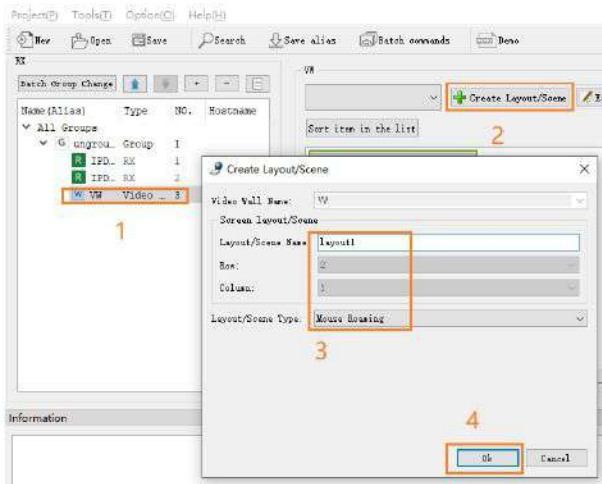 Project(P) Tools(T) Option(O) Help(H)
New Open Save Search Save alias Batch commands Demo
RX
Batch Group Change + -
Name(Alias) Type NO. Hostname
All Groups
G ungrou… Group I
R IPD… RX 1
R IPD… RX 2
W VW Video … 3
1
VW
Create Layout/Scene
2
Sort item in the list
Create Layout/Scene
Video Wall Name: VW
Screen layout/Scene
Layout/Scene Name layout1
Row: 2
Column: 1
Layout/Scene Type: Mouse Roaming
3
4
Ok Cancel
Information